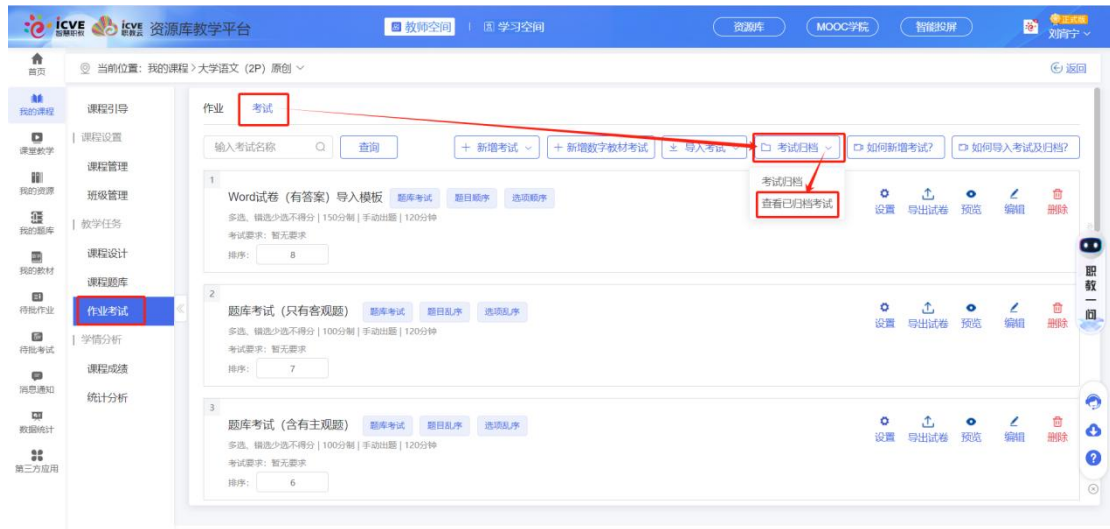 icve 智慧职教 icve 职教云 资源库教学平台
教师空间 | 学习空间
资源库
MOOC学院
智能投屏
正式版
刘尚宁
首页
当前位置：我的课程 > 大学语文（2P）原创
返回
我的课程
课堂教学
我的资源
我的题库
我的教材
待批作业
待批考试
消息通知
数据统计
第三方应用
课程引导
课程设置
课程管理
班级管理
教学任务
课程设计
课程题库
作业考试
学情分析
课程成绩
统计分析
作业 考试
输入考试名称 查询 + 新增考试 + 新增数字教材考试 导入考试 考试归档 如何新增考试? 如何导入考试及归档?
考试归档
查看已归档考试
1
Word试卷（有答案）导入模板 题库考试 题目顺序 选项顺序
多选、错选少选不得分 | 150分制 | 手动出题 | 120分钟
考试要求：暂无要求
排序： 8
设置 导出试卷 预览 编辑 删除
2
题库考试（只有客观题） 题库考试 题目乱序 选项乱序
多选、错选少选不得分 | 100分制 | 手动出题 | 120分钟
考试要求：暂无要求
排序： 7
设置 导出试卷 预览 编辑 删除
3
题库考试（含有主观题） 题库考试 题目乱序 选项乱序
多选、错选少选不得分 | 100分制 | 手动出题 | 120分钟
考试要求：暂无要求
排序： 6
设置 导出试卷 预览 编辑 删除
职教一问